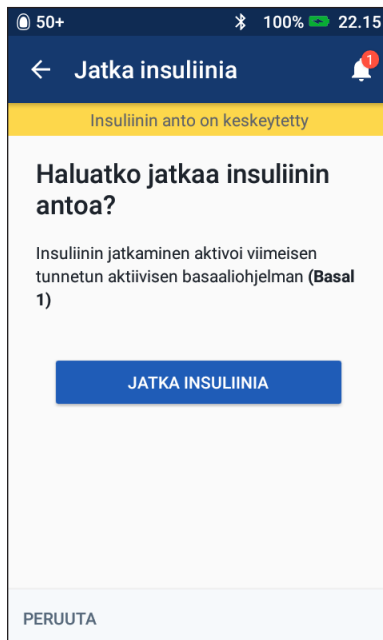 50+ 100% 22.15
Jatka insuliinia 1
Insuliinin anto on keskeytetty
Haluatko jatkaa insuliinin
antoa?
Insuliinin jatkaminen aktivoi viimeisen
tunnetun aktiivisen basaaliohjelman (Basal
1)
JATKA INSULIINIA
PERUUTA